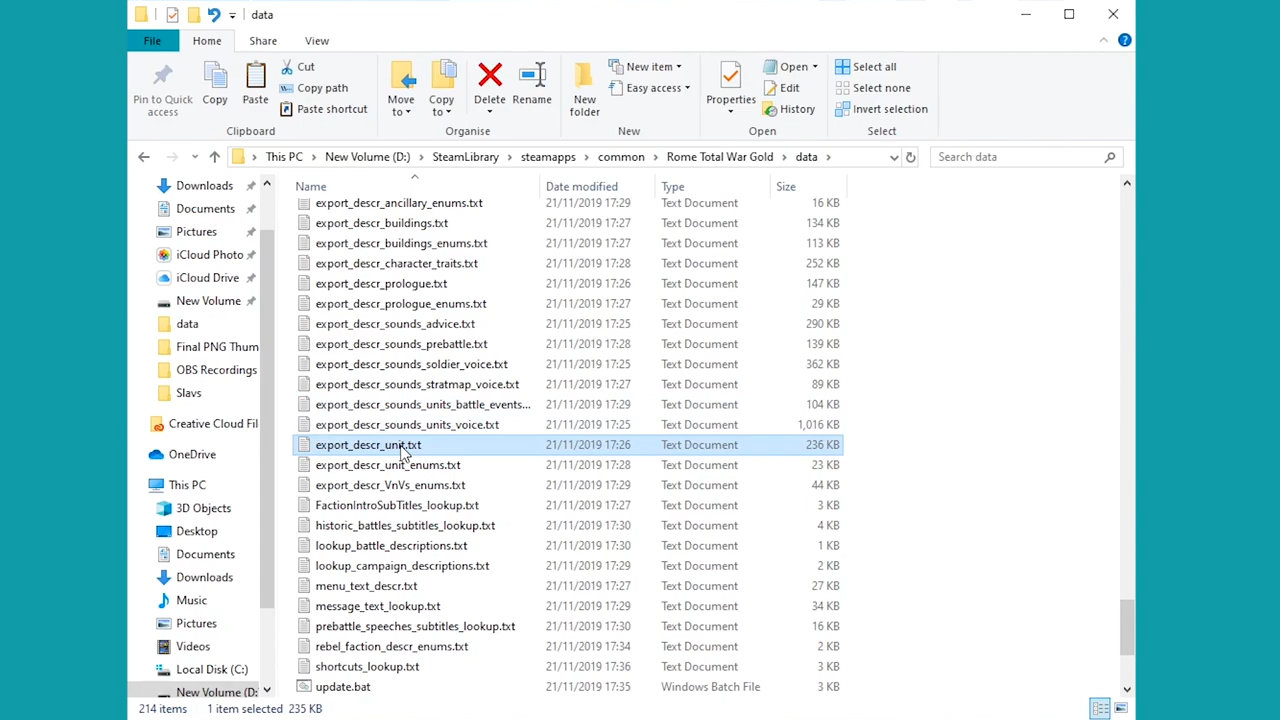 data
File Home Share View
Pin to Quick access
Copy
Paste
Cut
Copy path
Paste shortcut
Clipboard
Move to
Copy to
Delete
Rename
Organise
New folder
New item
Easy access
New
Properties
Open
Edit
History
Open
Select all
Select none
Invert selection
Select
This PC > New Volume (D:) > SteamLibrary > steamapps > common > Rome Total War Gold > data >
Search data
Downloads
Documents
Pictures
iCloud Photo
iCloud Drive
New Volume
data
Final PNG Thum
OBS Recordings
Slavs
Creative Cloud Fil
OneDrive
This PC
3D Objects
Desktop
Documents
Downloads
Music
Pictures
Videos
Local Disk (C:)
New Volume (D:
Name Date modified Type Size
export_descr_ancillary_enums.txt 21/11/2019 17:29 Text Document 16 KB
export_descr_buildings.txt 21/11/2019 17:27 Text Document 134 KB
export_descr_buildings_enums.txt 21/11/2019 17:27 Text Document 113 KB
export_descr_character_traits.txt 21/11/2019 17:28 Text Document 252 KB
export_descr_prologue.txt 21/11/2019 17:26 Text Document 147 KB
export_descr_prologue_enums.txt 21/11/2019 17:27 Text Document 29 KB
export_descr_sounds_advice.txt 21/11/2019 17:25 Text Document 290 KB
export_descr_sounds_prebattle.txt 21/11/2019 17:28 Text Document 139 KB
export_descr_sounds_soldier_voice.txt 21/11/2019 17:25 Text Document 362 KB
export_descr_sounds_stratmap_voice.txt 21/11/2019 17:27 Text Document 89 KB
export_descr_sounds_units_battle_events... 21/11/2019 17:29 Text Document 104 KB
export_descr_sounds_units_voice.txt 21/11/2019 17:25 Text Document 1,016 KB
export_descr_unit.txt 21/11/2019 17:26 Text Document 236 KB
export_descr_unit_enums.txt 21/11/2019 17:28 Text Document 23 KB
export_descr_VnVs_enums.txt 21/11/2019 17:27 Text Document 44 KB
FactionIntroSubTitles_lookup.txt 21/11/2019 17:27 Text Document 3 KB
historic_battles_subtitles_lookup.txt 21/11/2019 17:30 Text Document 4 KB
lookup_battle_descriptions.txt 21/11/2019 17:30 Text Document 1 KB
lookup_campaign_descriptions.txt 21/11/2019 17:29 Text Document 2 KB
menu_text_descr.txt 21/11/2019 17:27 Text Document 27 KB
message_text_lookup.txt 21/11/2019 17:29 Text Document 34 KB
prebattle_speeches_subtitles_lookup.txt 21/11/2019 17:30 Text Document 16 KB
rebel_faction_descr_enums.txt 21/11/2019 17:34 Text Document 2 KB
shortcuts_lookup.txt 21/11/2019 17:36 Text Document 3 KB
update.bat 21/11/2019 17:35 Windows Batch File 3 KB
214 items 1 item selected 235 KB